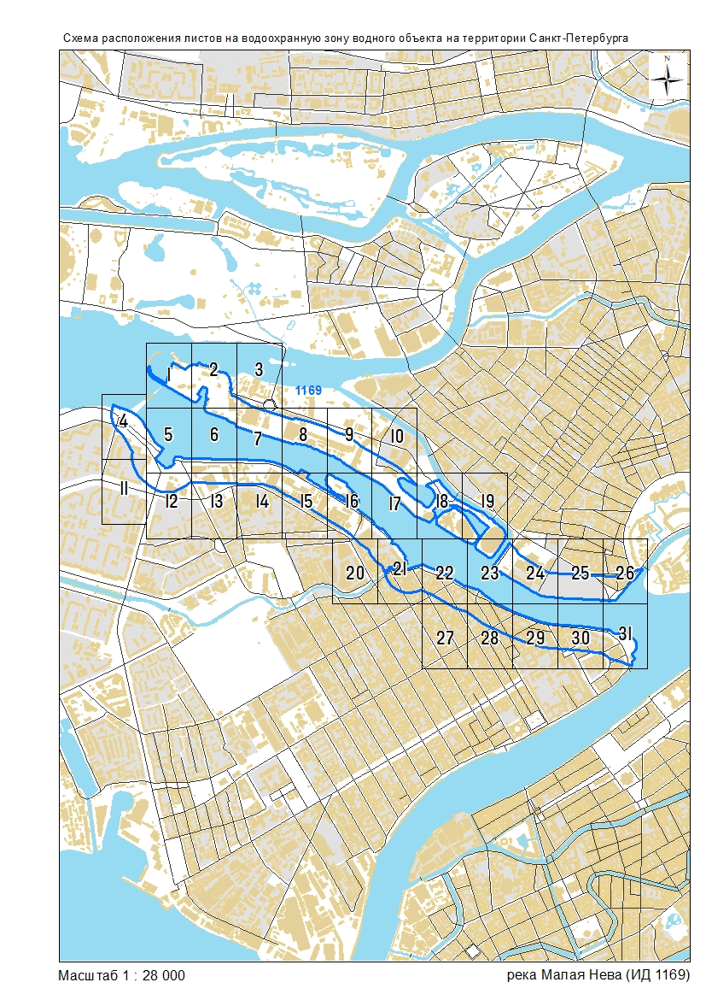 Схема расположения листов на водоохранную зону водного объекта на территории Санкт-Петербурга
N
1 2 3
1169
4
5 6 7 8 9 10
11
12 13 14 15 16 17 18 19
20 21 22 23 24 25 26
27 28 29 30 31
Масштаб 1 : 28 000
река Малая Нева (ИД 1169)